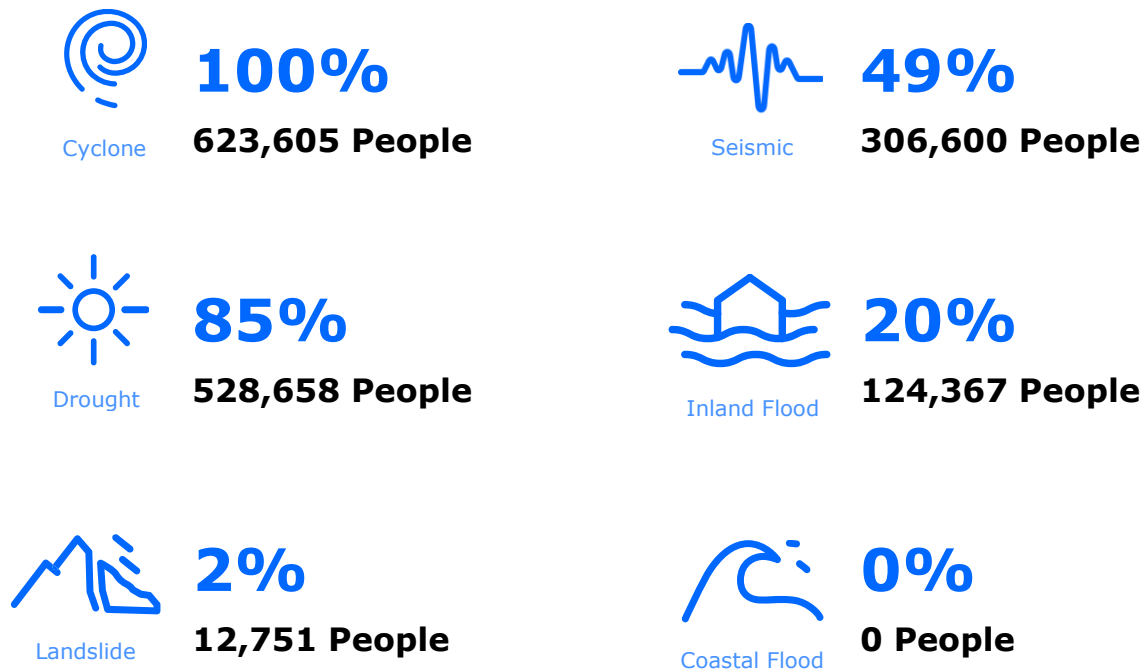 100%
623,605 People
Cyclone
49%
306,600 People
Seismic
85%
528,658 People
Drought
20%
124,367 People
Inland Flood
2%
12,751 People
Landslide
0%
0 People
Coastal Flood